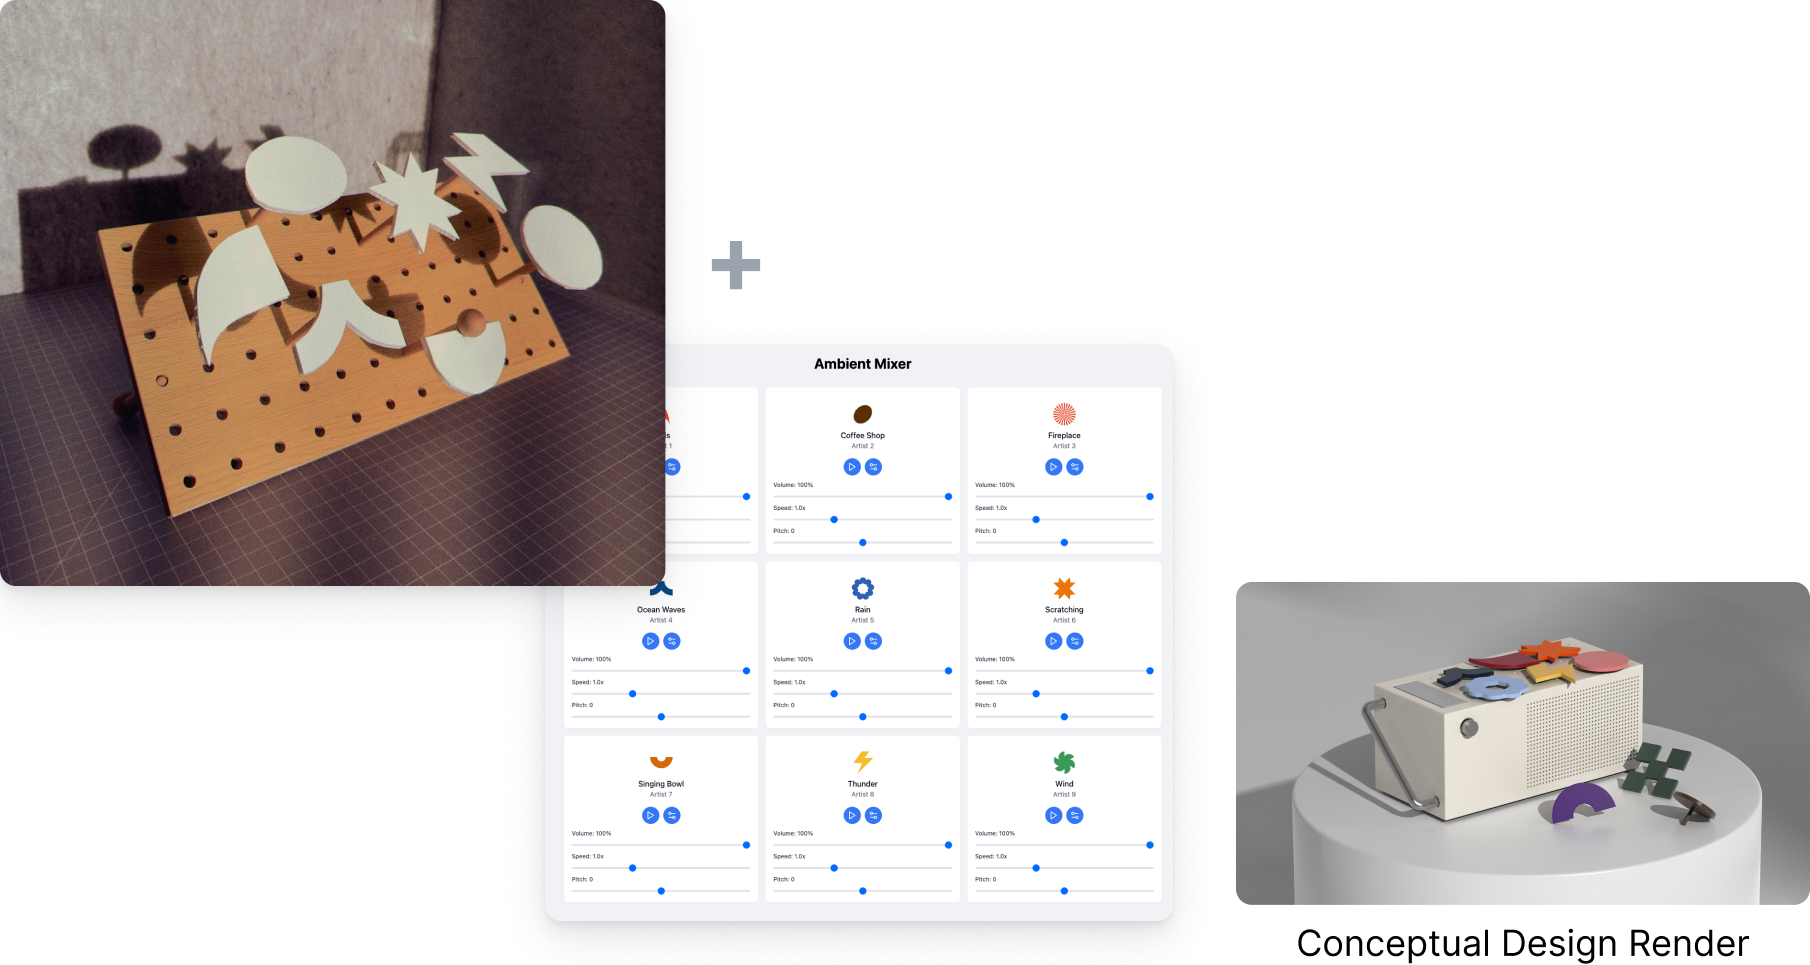 Ambient Mixer
Coffee Shop
Artist 2
Volume: 100%
Speed: 1.0x
Pitch: 0
Fireplace
Artist 3
Volume: 100%
Speed: 1.0x
Pitch: 0
Ocean Waves
Artist 4
Volume: 100%
Speed: 1.0x
Pitch: 0
Rain
Artist 5
Volume: 100%
Speed: 1.0x
Pitch: 0
Scratching
Artist 6
Volume: 100%
Speed: 1.0x
Pitch: 0
Singing Bowl
Artist 7
Volume: 100%
Speed: 1.0x
Pitch: 0
Thunder
Artist 8
Volume: 100%
Speed: 1.0x
Pitch: 0
Wind
Artist 9
Volume: 100%
Speed: 1.0x
Pitch: 0
Conceptual Design Render